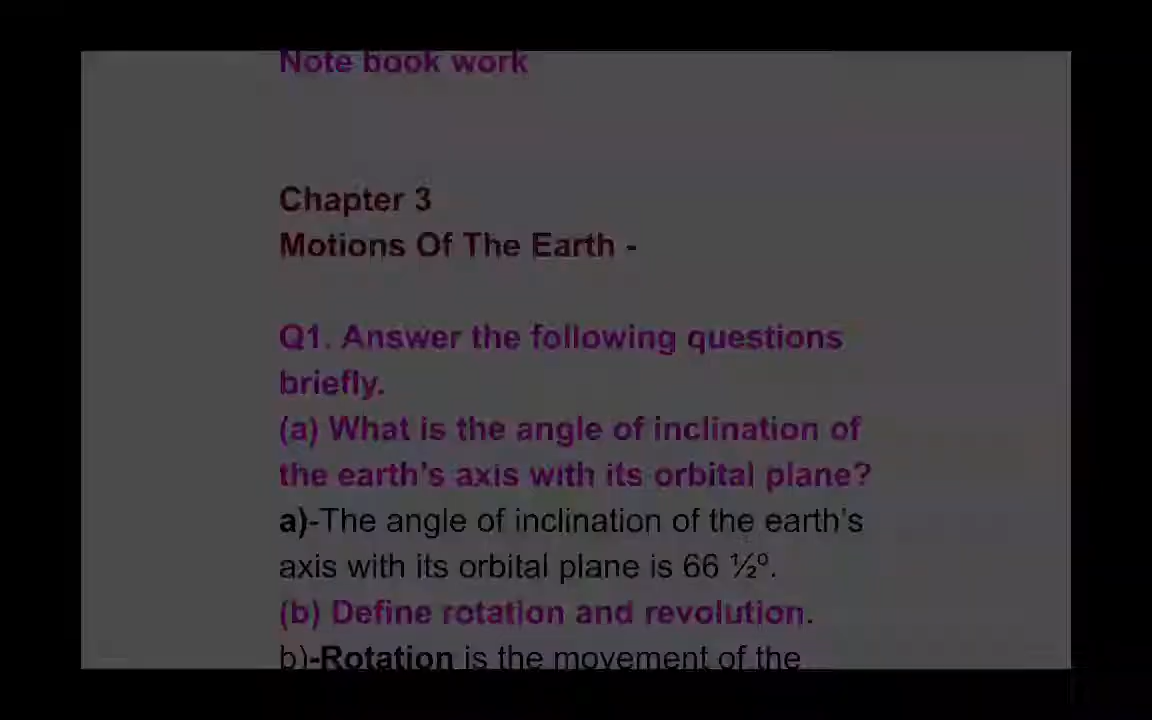 Note book work
Chapter 3
Motions Of The Earth -
Q1. Answer the following questions
briefly.
(a) What is the angle of inclination of
the earth's axis with its orbital plane?
a)-The angle of inclination of the earth's
axis with its orbital plane is 66 ½º.
(b) Define rotation and revolution.
b)-Rotation is the movement of the